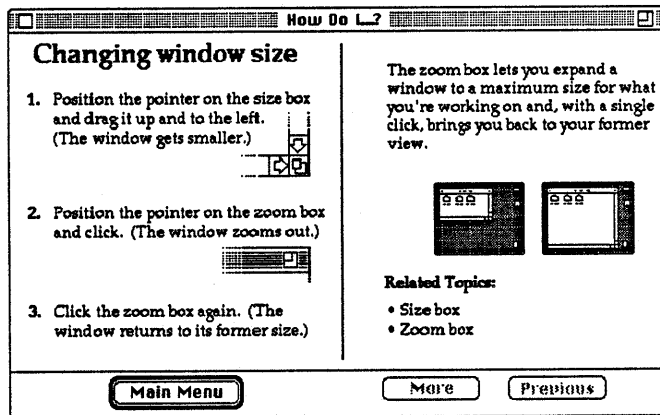 How Do I...?
Changing window size
1. Position the pointer on the size box
and drag it up and to the left.
(The window gets smaller.)
2. Position the pointer on the zoom box
and click. (The window zooms out.)
3. Click the zoom box again. (The
window returns to its former size.)
The zoom box lets you expand a
window to a maximum size for what
you're working on and, with a single
click, brings you back to your former
view.
Related Topics:
• Size box
• Zoom box
Main Menu
More
Previous